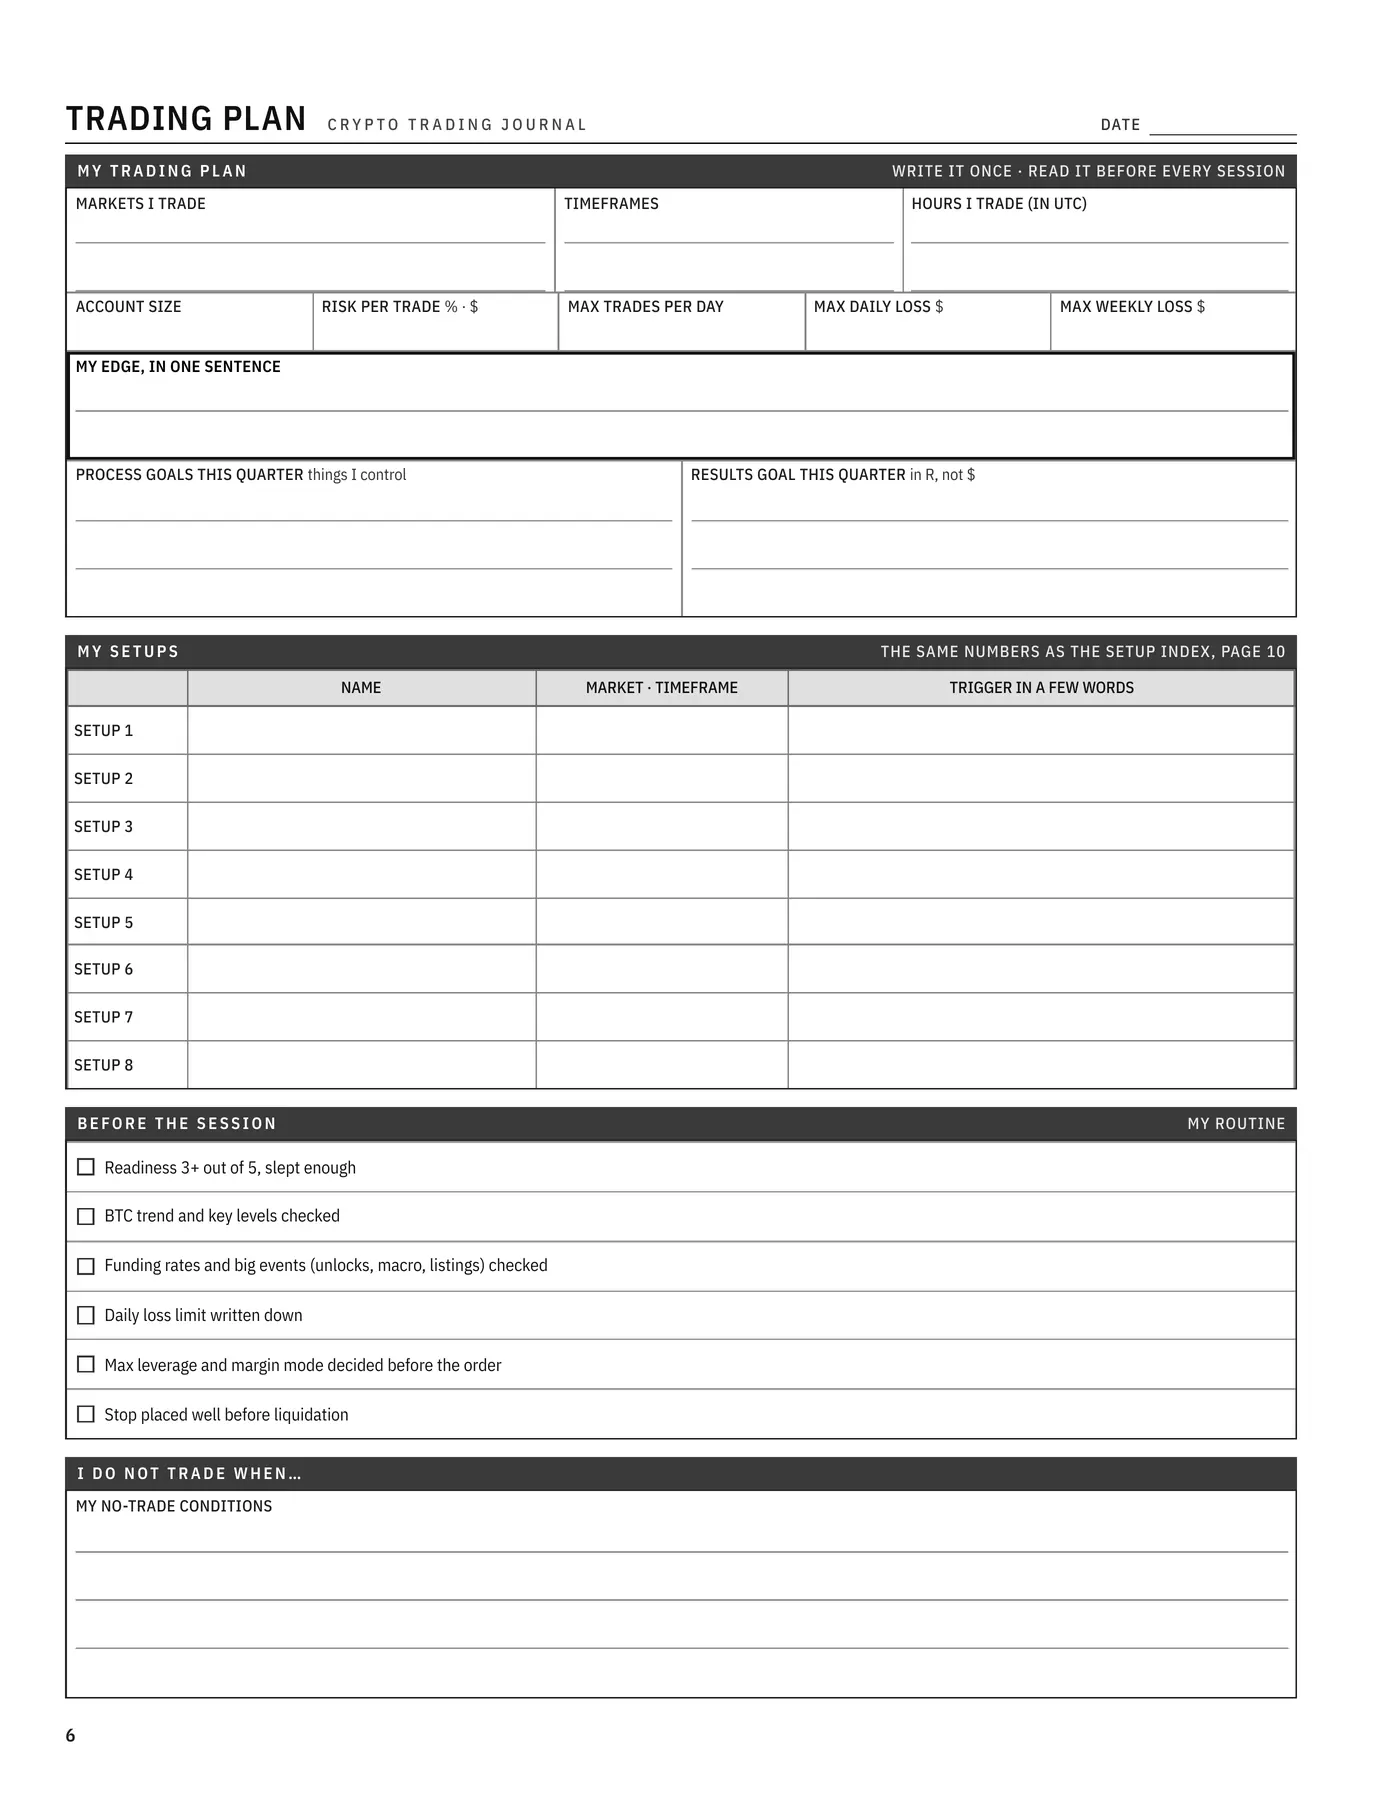 TRADING PLAN CRYPTO TRADING JOURNAL DATE
MY TRADING PLAN WRITE IT ONCE · READ IT BEFORE EVERY SESSION
MARKETS I TRADE TIMEFRAMES HOURS I TRADE (IN UTC)
ACCOUNT SIZE RISK PER TRADE % · $ MAX TRADES PER DAY MAX DAILY LOSS $ MAX WEEKLY LOSS $
MY EDGE, IN ONE SENTENCE
PROCESS GOALS THIS QUARTER things I control RESULTS GOAL THIS QUARTER in R, not $
MY SETUPS THE SAME NUMBERS AS THE SETUP INDEX, PAGE 10
NAME MARKET · TIMEFRAME TRIGGER IN A FEW WORDS
SETUP 1
SETUP 2
SETUP 3
SETUP 4
SETUP 5
SETUP 6
SETUP 7
SETUP 8
BEFORE THE SESSION MY ROUTINE
Readiness 3+ out of 5, slept enough
BTC trend and key levels checked
Funding rates and big events (unlocks, macro, listings) checked
Daily loss limit written down
Max leverage and margin mode decided before the order
Stop placed well before liquidation
I DO NOT TRADE WHEN…
MY NO-TRADE CONDITIONS
6